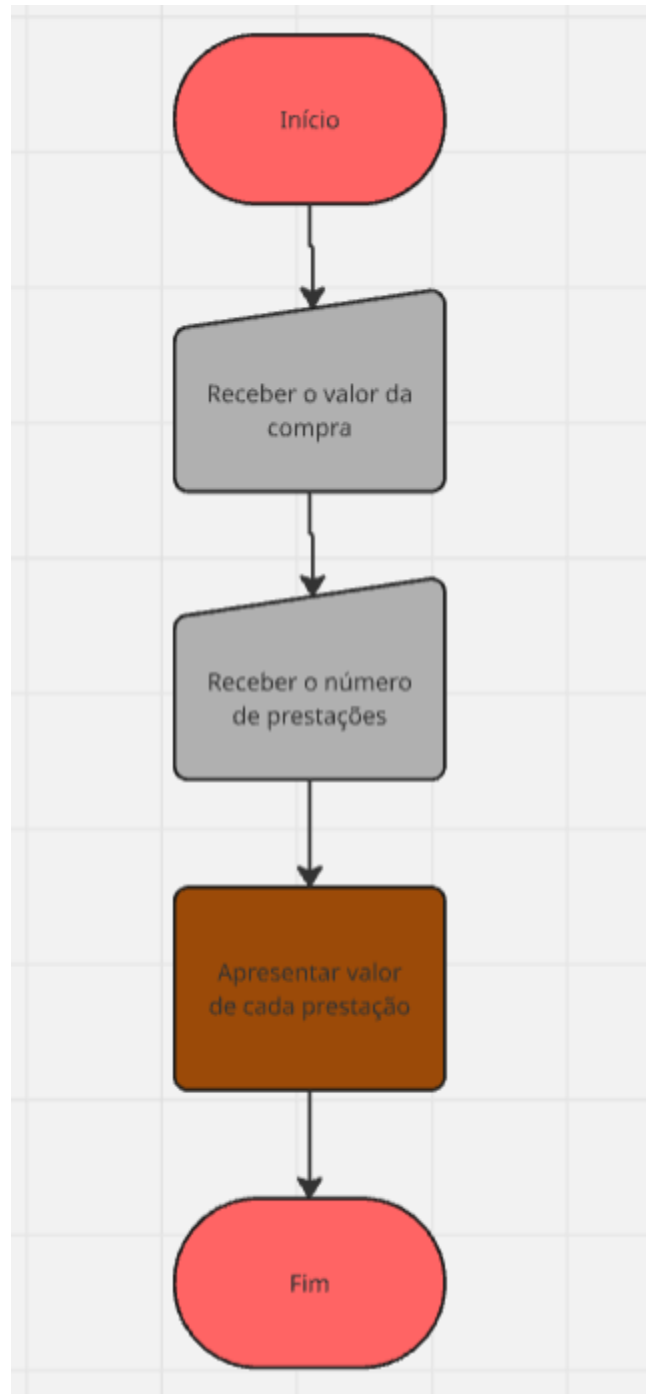 Início
Receber o valor da
compra
Receber o número
de prestações
Apresentar valor
de cada prestação
Fim